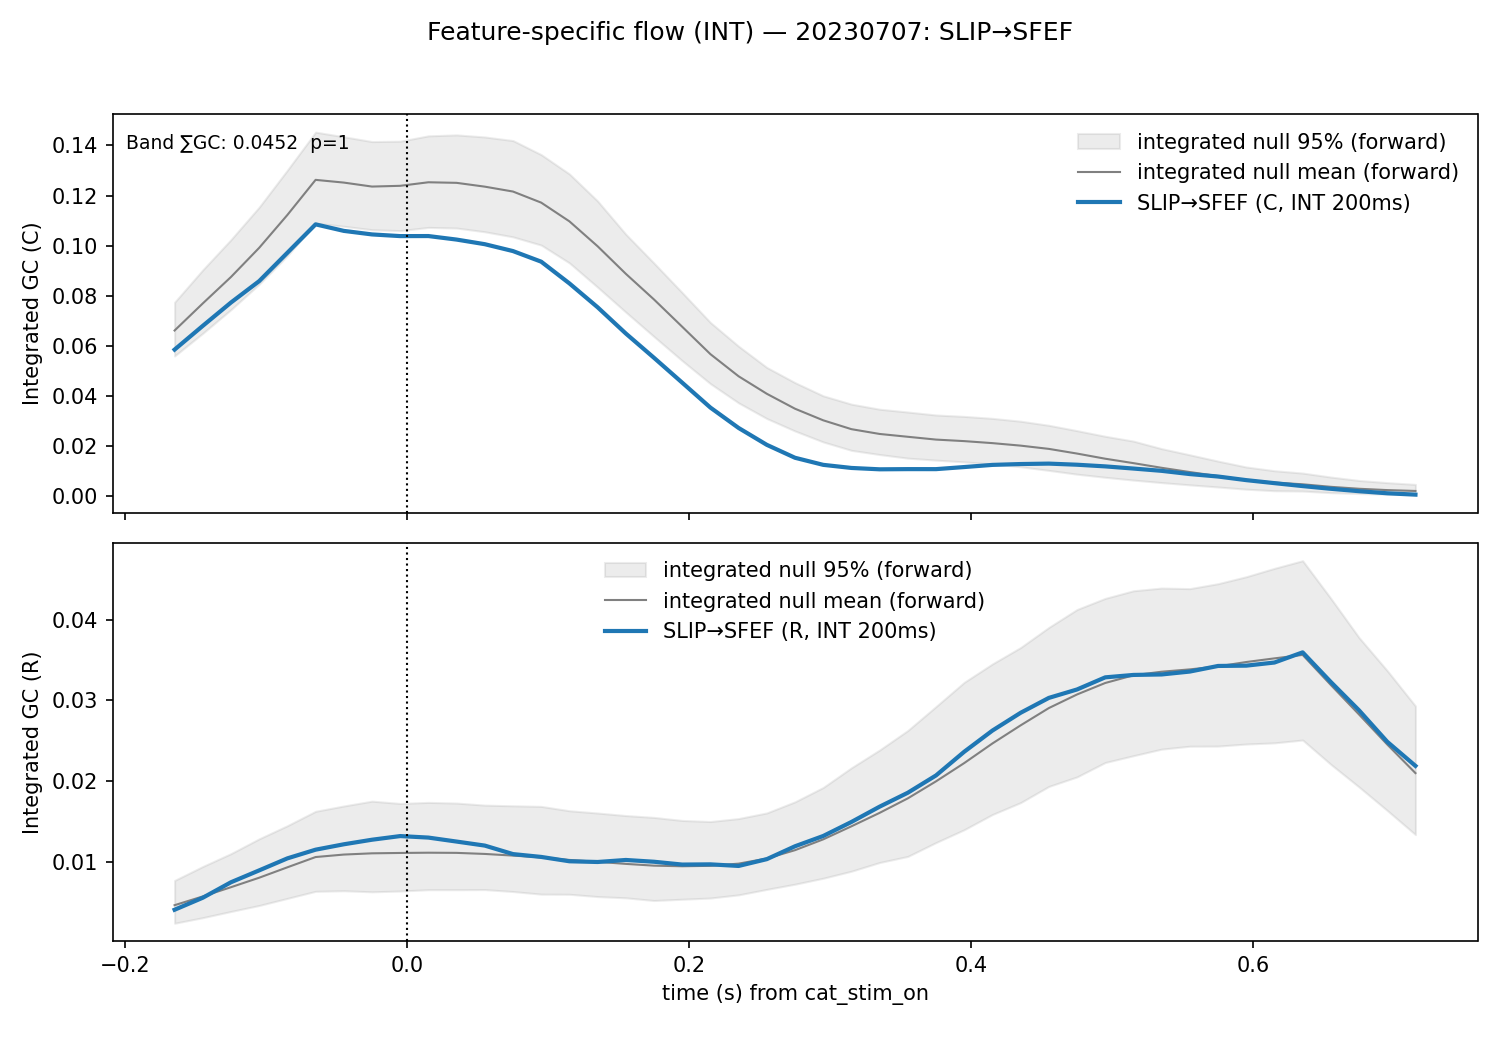 Feature-specific flow (INT) — 20230707: SLIP→SFEF
Band ∑GC: 0.0452  p=1
integrated null 95% (forward)
integrated null mean (forward)
SLIP→SFEF (C, INT 200ms)
Integrated GC (C)
0.14
0.12
0.10
0.08
0.06
0.04
0.02
0.00
integrated null 95% (forward)
integrated null mean (forward)
SLIP→SFEF (R, INT 200ms)
Integrated GC (R)
0.04
0.03
0.02
0.01
−0.2 0.0 0.2 0.4 0.6
time (s) from cat_stim_on